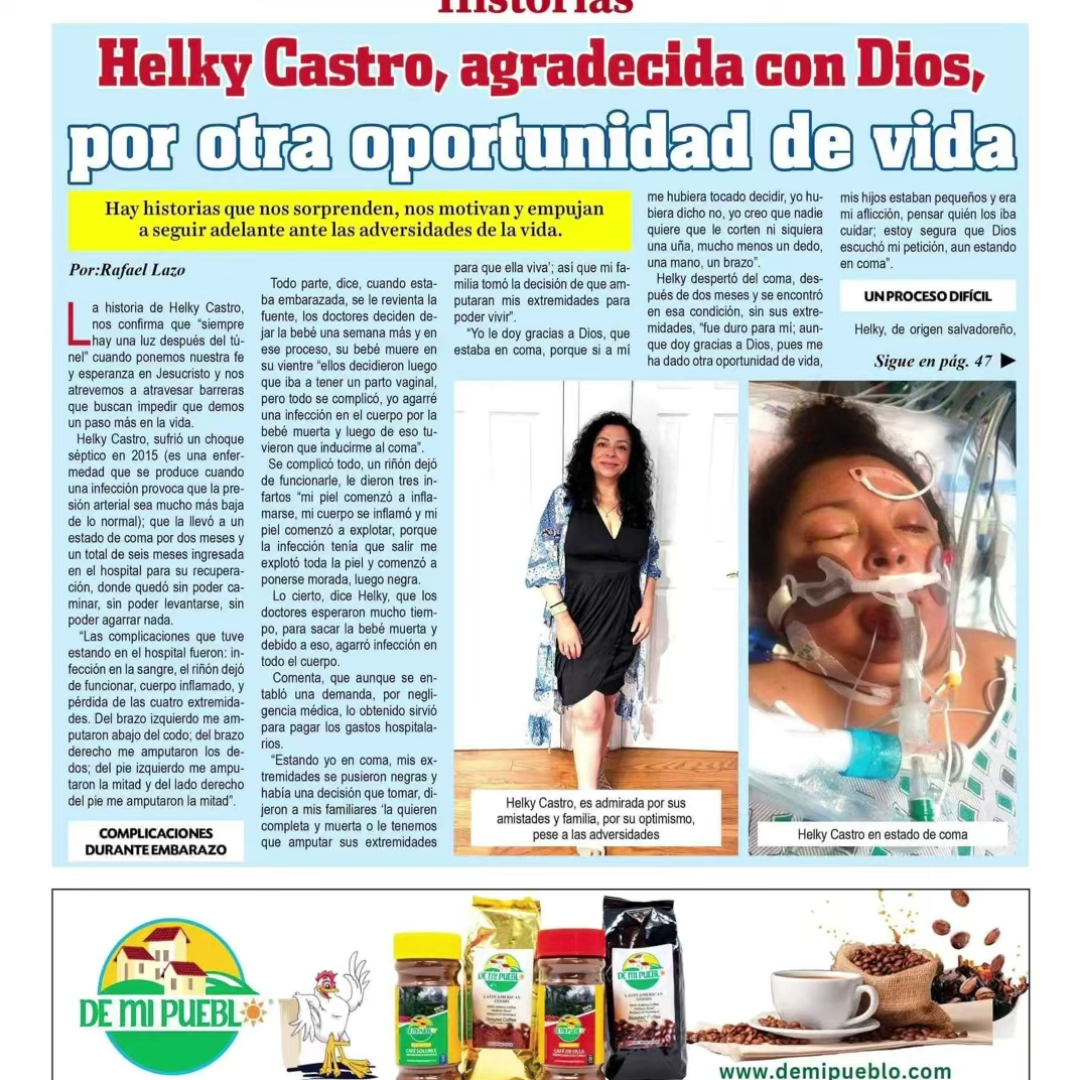 Historias
Helky Castro, agradecida con Dios,
por otra oportunidad de vida
Hay historias que nos sorprenden, nos motivan y empujan
a seguir adelante ante las adversidades de la vida.
Por:Rafael Lazo
La historia de Helky Castro,
nos confirma que “siempre
hay una luz después del tú-
nel” cuando ponemos nuestra fe
y esperanza en Jesucristo y nos
atrevemos a atravesar barreras
que buscan impedir que demos
un paso más en la vida.
Helky Castro, sufrió un choque
séptico en 2015 (es una enfer-
medad que se produce cuando
una infección provoca que la pre-
sión arterial sea mucho más baja
de lo normal); que la llevó a un
estado de coma por dos meses y
un total de seis meses ingresada
en el hospital para su recupera-
ción, donde quedó sin poder ca-
minar, sin poder levantarse, sin
poder agarrar nada.
“Las complicaciones que tuve
estando en el hospital fueron: in-
fección en la sangre, el riñón dejó
de funcionar, cuerpo inflamado, y
pérdida de las cuatro extremida-
des. Del brazo izquierdo me am-
putaron abajo del codo; del brazo
derecho me amputaron los de-
dos; del pie izquierdo me ampu-
taron la mitad y del lado derecho
del pie me amputaron la mitad”.
COMPLICACIONES
DURANTE EMBARAZO
Todo parte, dice, cuando esta-
ba embarazada, se le revienta la
fuente, los doctores deciden de-
jar la bebé una semana más y en
ese proceso, su bebé muere en
su vientre “ellos decidieron luego
que iba a tener un parto vaginal,
pero todo se complicó, yo agarré
una infección en el cuerpo por la
bebé muerta y luego de eso tu-
vieron que inducirme al coma”.
Se complicó todo, un riñón dejó
de funcionarle, le dieron tres in-
fartos “mi piel comenzó a infla-
marse, mi cuerpo se inflamó y mi
piel comenzó a explotar, porque
la infección tenía que salir me
explotó toda la piel y comenzó a
ponerse morada, luego negra.
Lo cierto, dice Helky, que los
doctores esperaron mucho tiem-
po, para sacar la bebé muerta y
debido a eso, agarró infección en
todo el cuerpo.
Comenta, que aunque se en-
tabló una demanda, por negli-
gencia médica, lo obtenido sirvió
para pagar los gastos hospitala-
rios.
“Estando yo en coma, mis ex-
tremidades se pusieron negras y
había una decisión que tomar, di-
jeron a mis familiares ‘la quieren
completa y muerta o le tenemos
que amputar sus extremidades
para que ella viva’; así que mi fa-
milia tomó la decisión de que am-
putaran mis extremidades para
poder vivir”.
“Yo le doy gracias a Dios, que
estaba en coma, porque si a mí
me hubiera tocado decidir, yo hu-
biera dicho no, yo creo que nadie
quiere que le corten ni siquiera
una uña, mucho menos un dedo,
una mano, un brazo”.
Helky despertó del coma, des-
pués de dos meses y se encontró
en esa condición, sin sus extre-
midades, “fue duro para mí; aun-
que doy gracias a Dios, pues me
ha dado otra oportunidad de vida,
mis hijos estaban pequeños y era
mi aflicción, pensar quién los iba
cuidar; estoy segura que Dios
escuchó mi petición, aun estando
en coma”.
UN PROCESO DIFÍCIL
Helky, de origen salvadoreño,
Sigue en pág. 47
Helky Castro, es admirada por sus
amistades y familia, por su optimismo,
pese a las adversidades
Helky Castro en estado de coma
DE MI PUEBLO
DE MI PUEBLO
DE MI PUEBLO
www.demipueblo.com